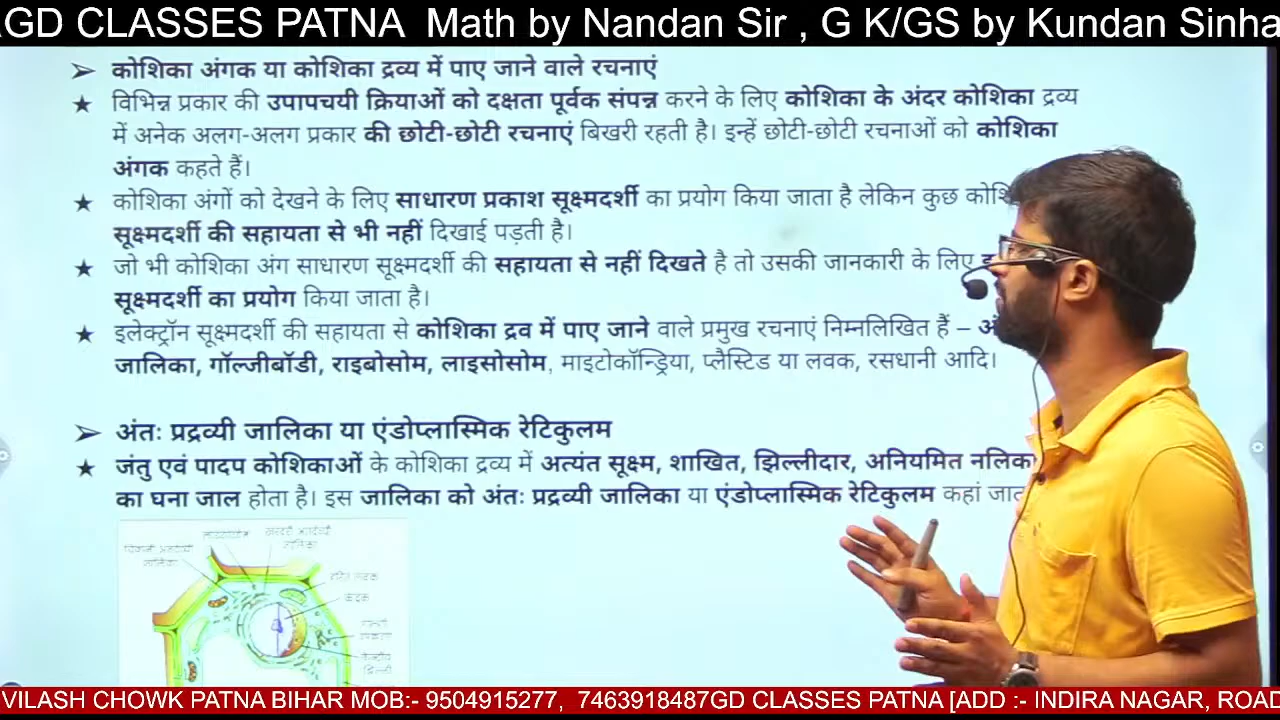 GD CLASSES PATNA Math by Nandan Sir , G K/GS by Kundan Sinha
➢ कोशिका अंगक या कोशिका द्रव्य में पाए जाने वाले रचनाएं
★ विभिन्न प्रकार की उपापचयी क्रियाओं को दक्षता पूर्वक संपन्न करने के लिए कोशिका के अंदर कोशिका द्रव्य
में अनेक अलग-अलग प्रकार की छोटी-छोटी रचनाएं बिखरी रहती है। इन्हें छोटी-छोटी रचनाओं को कोशिका
अंगक कहते हैं।
★ कोशिका अंगों को देखने के लिए साधारण प्रकाश सूक्ष्मदर्शी का प्रयोग किया जाता है लेकिन कुछ
सूक्ष्मदर्शी की सहायता से भी नहीं दिखाई पड़ती है।
★ जो भी कोशिका अंग साधारण सूक्ष्मदर्शी की सहायता से नहीं दिखते है तो उसकी जानकारी के लिए
सूक्ष्मदर्शी का प्रयोग किया जाता है।
★ इलेक्ट्रॉन सूक्ष्मदर्शी की सहायता से कोशिका द्रव में पाए जाने वाले प्रमुख रचनाएं निम्नलिखित हैं –
जालिका, गॉल्जीबॉडी, राइबोसोम, लाइसोसोम, माइटोकॉन्ड्रिया, प्लैस्टिड या लवक, रसधानी आदि।
➢ अंतः प्रद्रव्यी जालिका या एंडोप्लास्मिक रेटिकुलम
★ जंतु एवं पादप कोशिकाओं के कोशिका द्रव्य में अत्यंत सूक्ष्म, शाखित, झिल्लीदार, अनियमित
का घना जाल होता है। इस जालिका को अंतः प्रद्रव्यी जालिका या एंडोप्लास्मिक रेटिकुलम कहां
VILASH CHOWK PATNA BIHAR MOB:- 9504915277, 7463918487GD CLASSES PATNA [ADD :- INDIRA NAGAR, ROAD